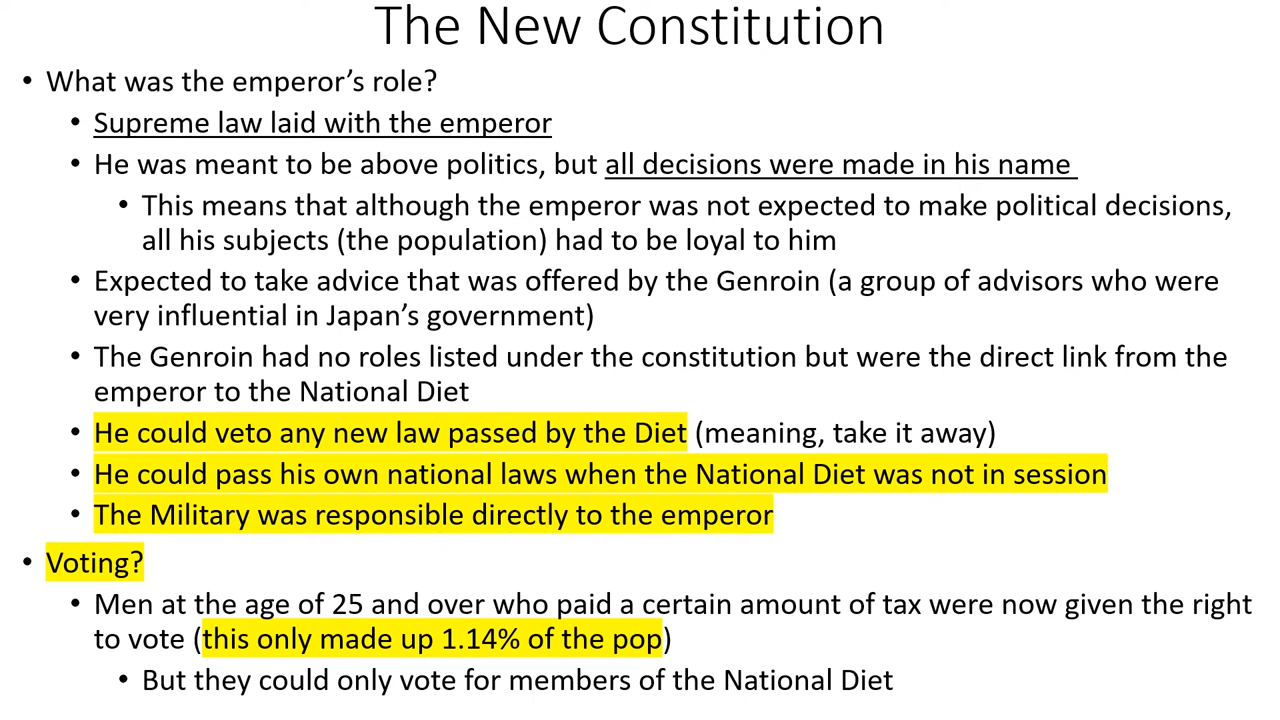 The New Constitution
• What was the emperor's role?
• Supreme law laid with the emperor
• He was meant to be above politics, but all decisions were made in his name
• This means that although the emperor was not expected to make political decisions,
all his subjects (the population) had to be loyal to him
• Expected to take advice that was offered by the Genroin (a group of advisors who were
very influential in Japan's government)
• The Genroin had no roles listed under the constitution but were the direct link from the
emperor to the National Diet
• He could veto any new law passed by the Diet (meaning, take it away)
• He could pass his own national laws when the National Diet was not in session
• The Military was responsible directly to the emperor
• Voting?
• Men at the age of 25 and over who paid a certain amount of tax were now given the right
to vote (this only made up 1.14% of the pop)
• But they could only vote for members of the National Diet